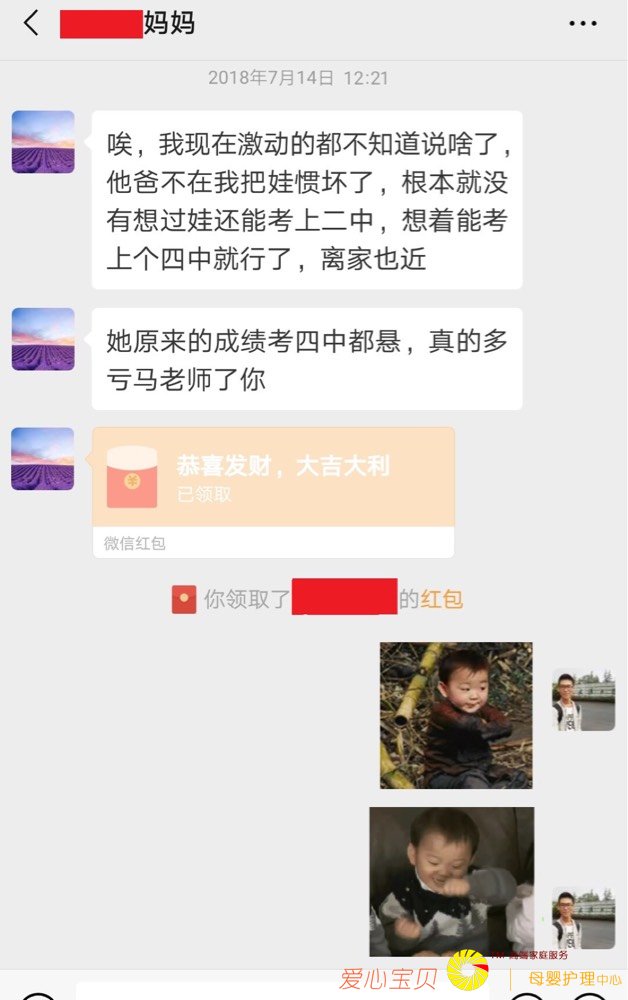 妈妈
2018年7月14日 12:21
唉，我现在激动的都不知道说啥了，
他爸不在我把娃惯坏了，根本就没
有想过娃还能考上二中，想着能考
上个四中就行了，离家也近
她原来的成绩考四中都悬，真的多
亏马老师了你
恭喜发财，大吉大利
已领取
微信红包
你领取了 的红包
家庭服务
爱心宝贝
母婴护理中心